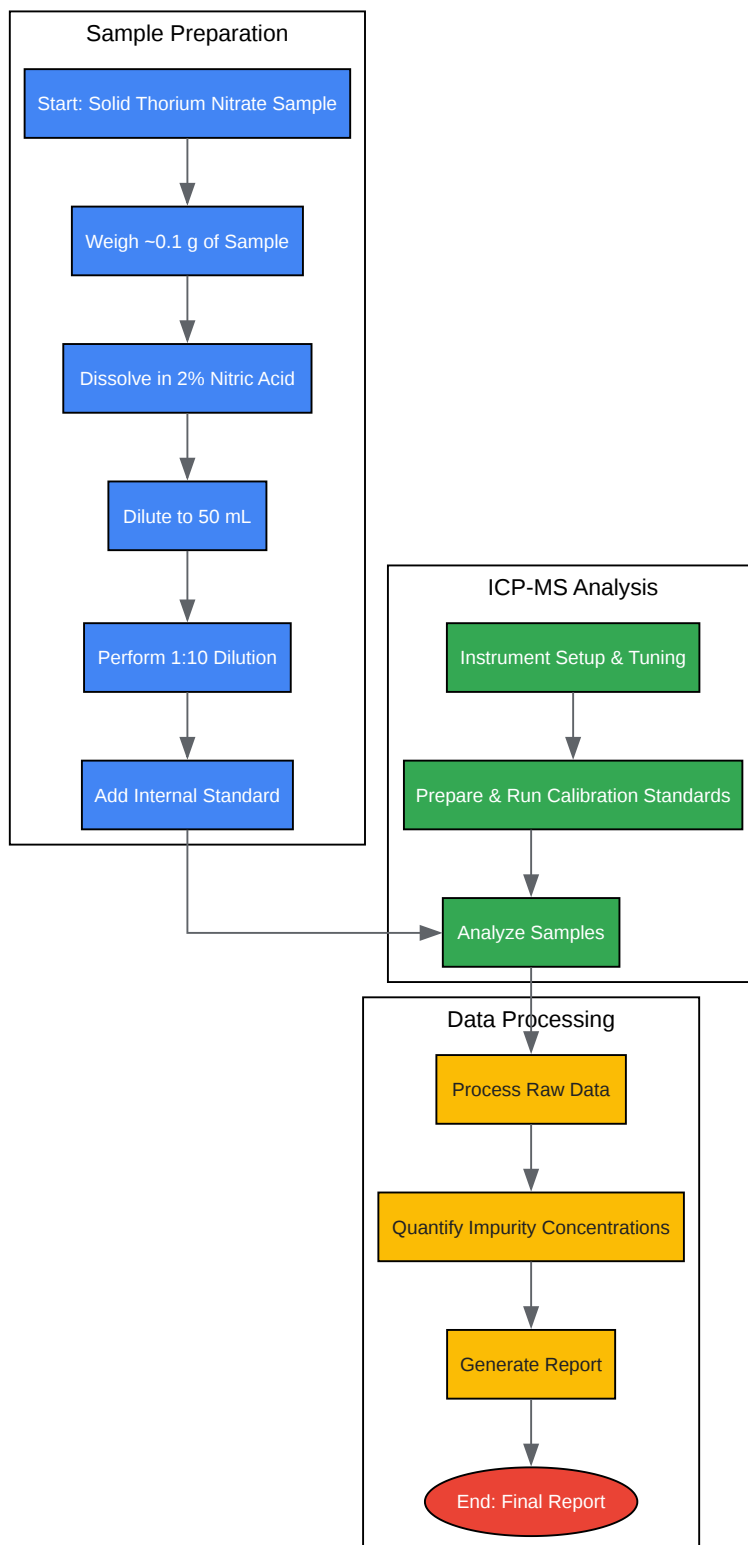 Sample Preparation
Start: Solid Thorium Nitrate Sample
Weigh ~0.1 g of Sample
Dissolve in 2% Nitric Acid
Dilute to 50 mL
Perform 1:10 Dilution
Add Internal Standard
ICP-MS Analysis
Instrument Setup & Tuning
Prepare & Run Calibration Standards
Analyze Samples
Data Processing
Process Raw Data
Quantify Impurity Concentrations
Generate Report
End: Final Report